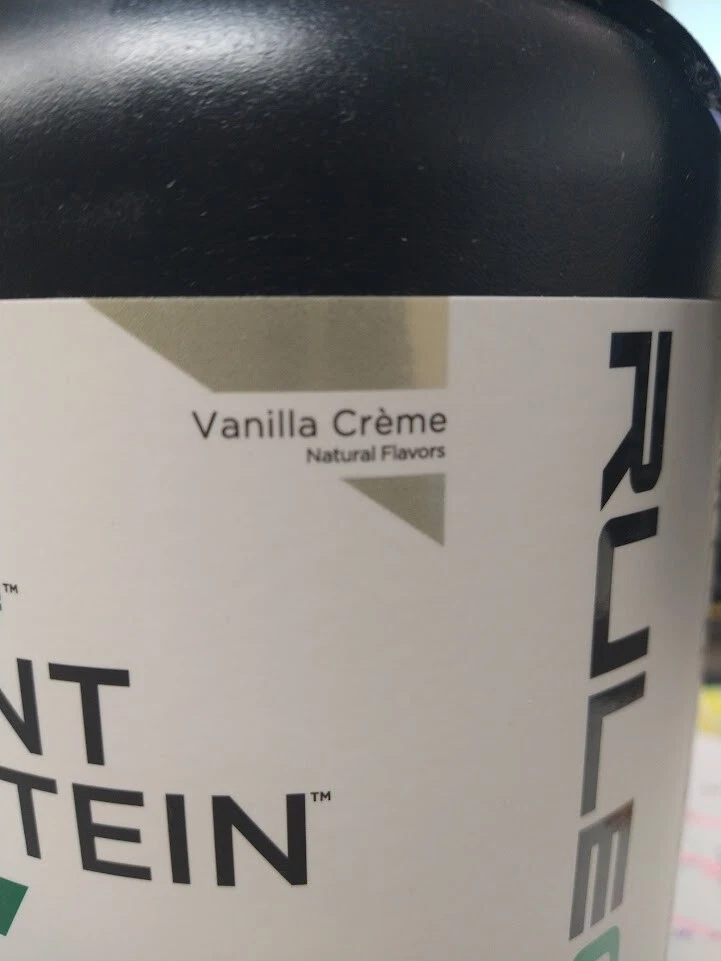 Vanilla Crème
Natural Flavors
™
NT
TEIN™
RULE